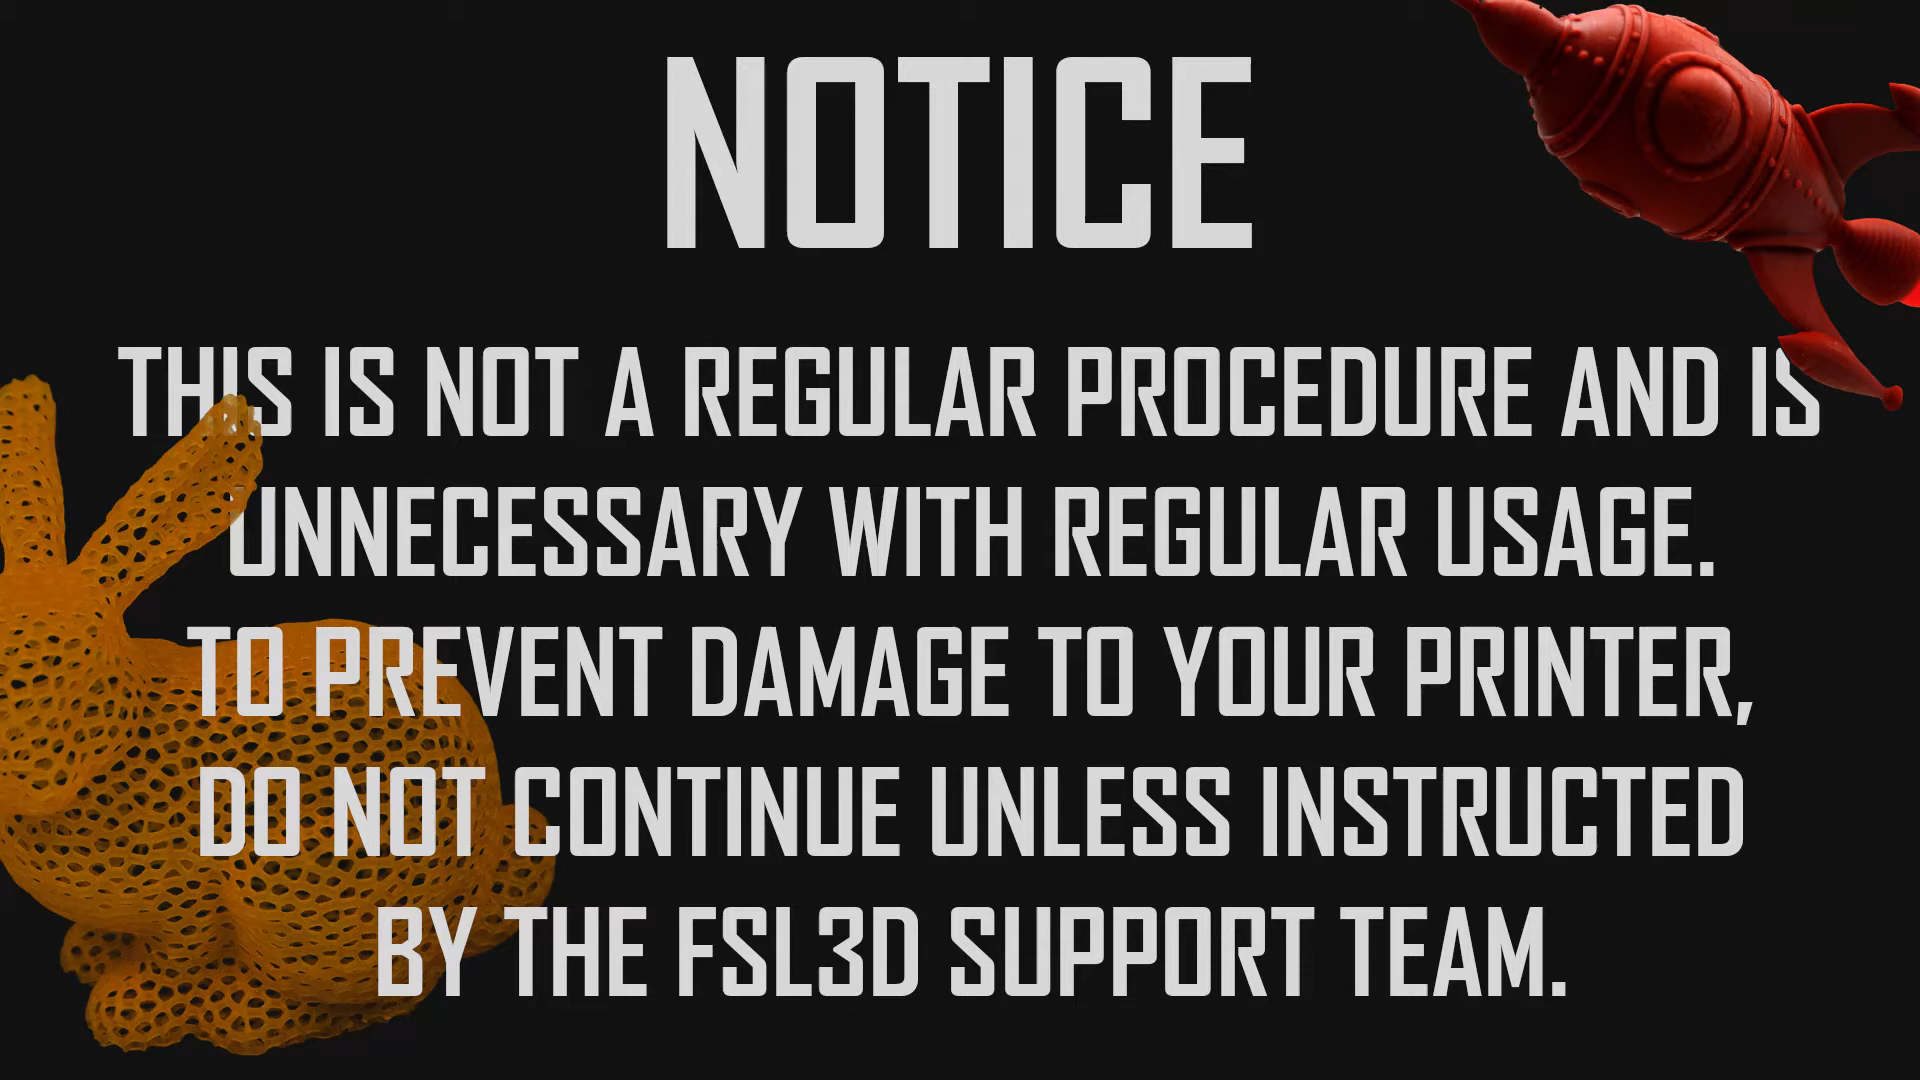 NOTICE
THIS IS NOT A REGULAR PROCEDURE AND IS
UNNECESSARY WITH REGULAR USAGE.
TO PREVENT DAMAGE TO YOUR PRINTER,
DO NOT CONTINUE UNLESS INSTRUCTED
BY THE FSL3D SUPPORT TEAM.